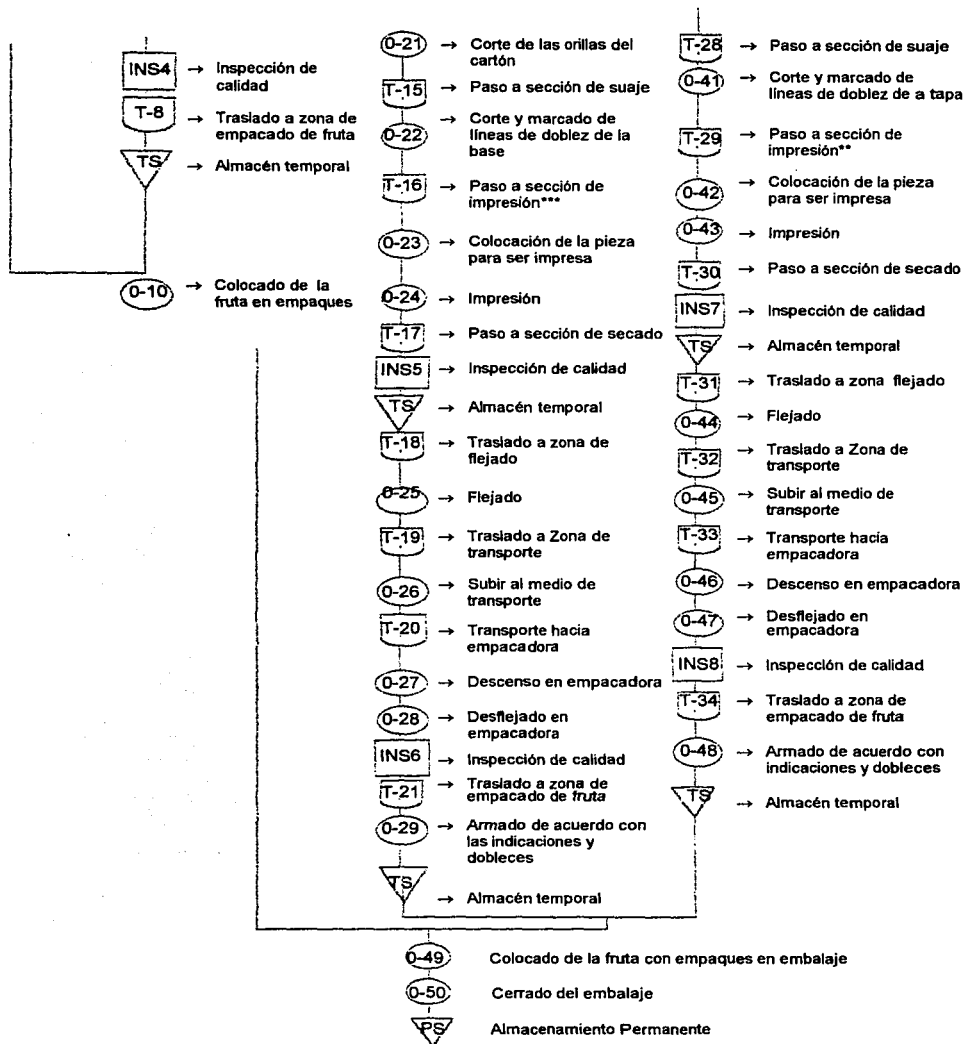 INS4 → Inspección de
calidad
T-8 → Traslado a zona de
empacado de fruta
TS → Almacén temporal
0-10 → Colocado de la
fruta en empaques
0-21 → Corte de las orillas del
cartón
T-15 → Paso a sección de suaje
0-22 → Corte y marcado de
líneas de doblez de la
base
T-16 → Paso a sección de
impresión***
0-23 → Colocación de la pieza
para ser impresa
0-24 → Impresión
T-17 → Paso a sección de secado
INS5 → Inspección de calidad
TS → Almacén temporal
T-18 → Traslado a zona de
flejado
0-25 → Flejado
T-19 → Traslado a Zona de
transporte
0-26 → Subir al medio de
transporte
T-20 → Transporte hacia
empacadora
0-27 → Descenso en empacadora
0-28 → Desflejado en
empacadora
INS6 → Inspección de calidad
T-21 → Traslado a zona de
empacado de fruta
0-29 → Armado de acuerdo con
las indicaciones y
dobleces
TS → Almacén temporal
T-28 → Paso a sección de suaje
0-41 → Corte y marcado de
líneas de doblez de a tapa
T-29 → Paso a sección de
impresión**
0-42 → Colocación de la pieza
para ser impresa
0-43 → Impresión
T-30 → Paso a sección de secado
INS7 → Inspección de calidad
TS → Almacén temporal
T-31 → Traslado a zona flejado
0-44 → Flejado
T-32 → Traslado a Zona de
transporte
0-45 → Subir al medio de
transporte
T-33 → Transporte hacia
empacadora
0-46 → Descenso en empacadora
0-47 → Desflejado en
empacadora
INS8 → Inspección de calidad
T-34 → Traslado a zona de
empacado de fruta
0-48 → Armado de acuerdo con
indicaciones y dobleces
TS → Almacén temporal
0-49 Colocado de la fruta con empaques en embalaje
0-50 Cerrado del embalaje
PS Almacenamiento Permanente